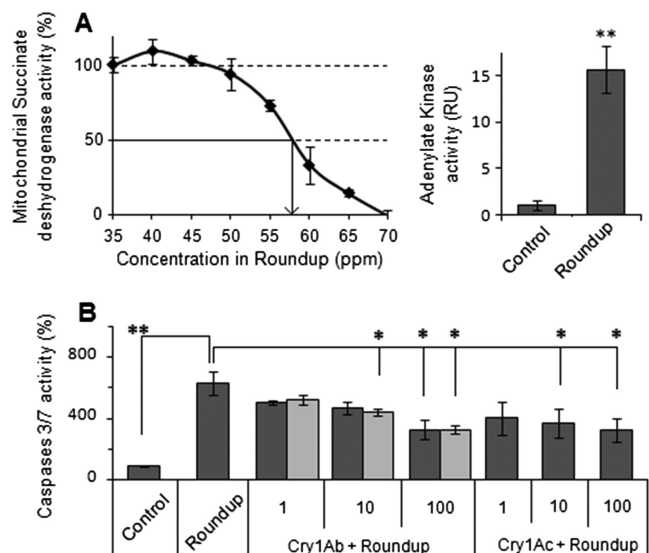 A
Mitochondrial Succinate
deshydrogenase activity (%)
100
50
0
35 40 45 50 55 60 65 70
Concentration in Roundup (ppm)
Adenylate Kinase
activity (RU)
**
15
10
5
0
Control
Roundup
B
Caspases 3/7 activity (%)
** * * * * *
800
400
0
Control
Roundup
1 10 100 1 10 100
Cry1Ab + Roundup Cry1Ac + Roundup